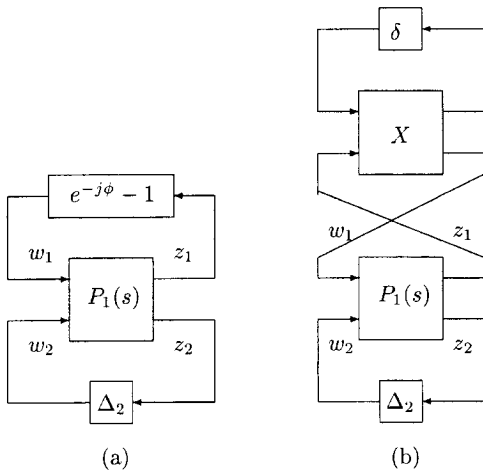 e^{-jϕ} − 1
w₁
z₁
P₁(s)
w₂
z₂
Δ₂
(a)
δ
X
w₁
z₁
P₁(s)
w₂
z₂
Δ₂
(b)